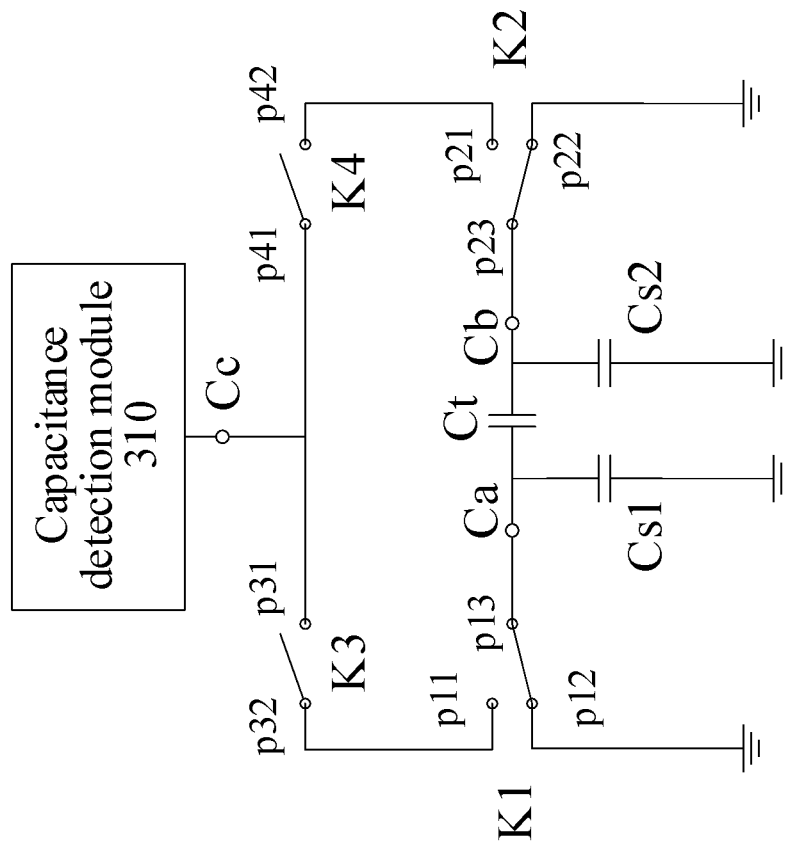 Capacitance
detection module
310
Cc
p32
p31
p41
p42
K3
K4
p11
p13
Ca
Ct
Cb
p23
p21
K1
p12
Cs1
Cs2
p22
K2